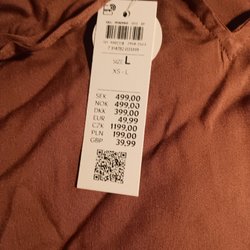 SIZE L
XS - L
SEK 499,00
NOK 499,00
DKK 399,00
EUR 49,99
CZK 1199,00
PLN 199,00
GBP 39,99